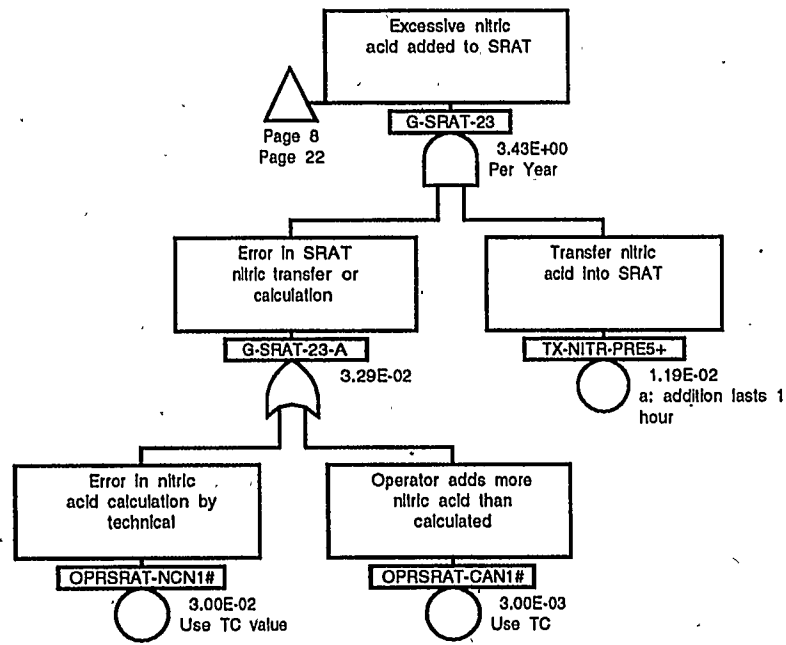 Excessive nitric
acid added to SRAT
G-SRAT-23
Page 8
Page 22
3.43E+00
Per Year
Error in SRAT
nitric transfer or
calculation
Transfer nitric
acid into SRAT
G-SRAT-23-A
TX-NITR-PRE5+
3.29E-02
1.19E-02
a: addition lasts 1
hour
Error in nitric
acid calculation by
technical
Operator adds more
nitric acid than
calculated
OPRSRAT-NCN1#
OPRSRAT-CAN1#
3.00E-02
Use TC value
3.00E-03
Use TC